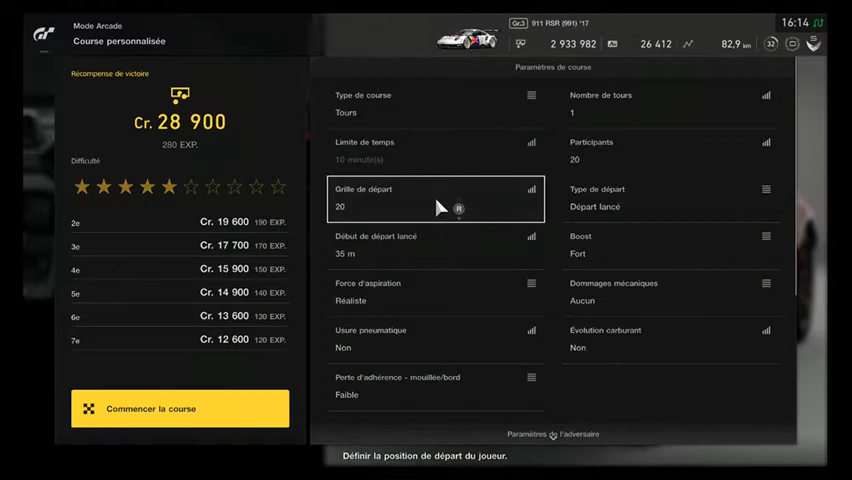 Mode Arcade
Course personnalisée
Gr.3 911 RSR (991) '17
16:14
2 933 982 26 412 82,9 km 32 S
Récompense de victoire
Cr. 28 900
280 EXP.
Difficulté
2e Cr. 19 600 190 EXP.
3e Cr. 17 700 170 EXP.
4e Cr. 15 900 150 EXP.
5e Cr. 14 900 140 EXP.
6e Cr. 13 600 130 EXP.
7e Cr. 12 600 120 EXP.
Commencer la course
Paramètres de course
Type de course
Tours
Nombre de tours
1
Limite de temps
10 minute(s)
Participants
20
Grille de départ
20
R
Type de départ
Départ lancé
Début de départ lancé
35 m
Boost
Fort
Force d'aspiration
Réaliste
Dommages mécaniques
Aucun
Usure pneumatique
Non
Évolution carburant
Non
Perte d'adhérence - mouillée/bord
Faible
Paramètres de l'adversaire
Définir la position de départ du joueur.